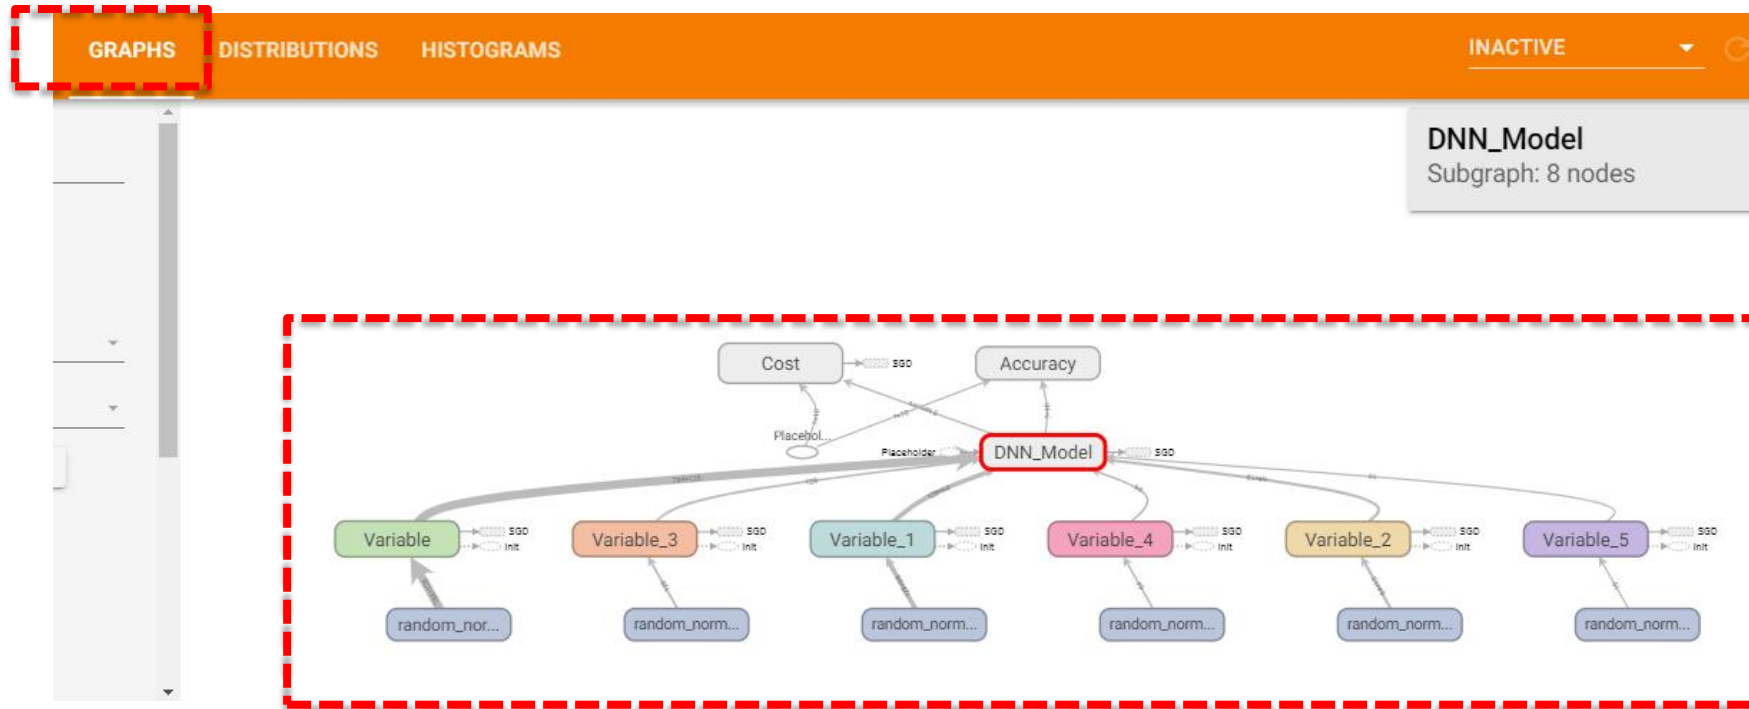 GRAPHS DISTRIBUTIONS HISTOGRAMS INACTIVE
DNN_Model
Subgraph: 8 nodes
Cost SGD Accuracy
Placehol...
Placeholder DNN_Model SGD
Variable SGD Init Variable_3 SGD Init Variable_1 SGD Init Variable_4 SGD Init Variable_2 SGD Init Variable_5 SGD Init
random_nor... random_norm... random_norm... random_norm... random_norm... random_norm...